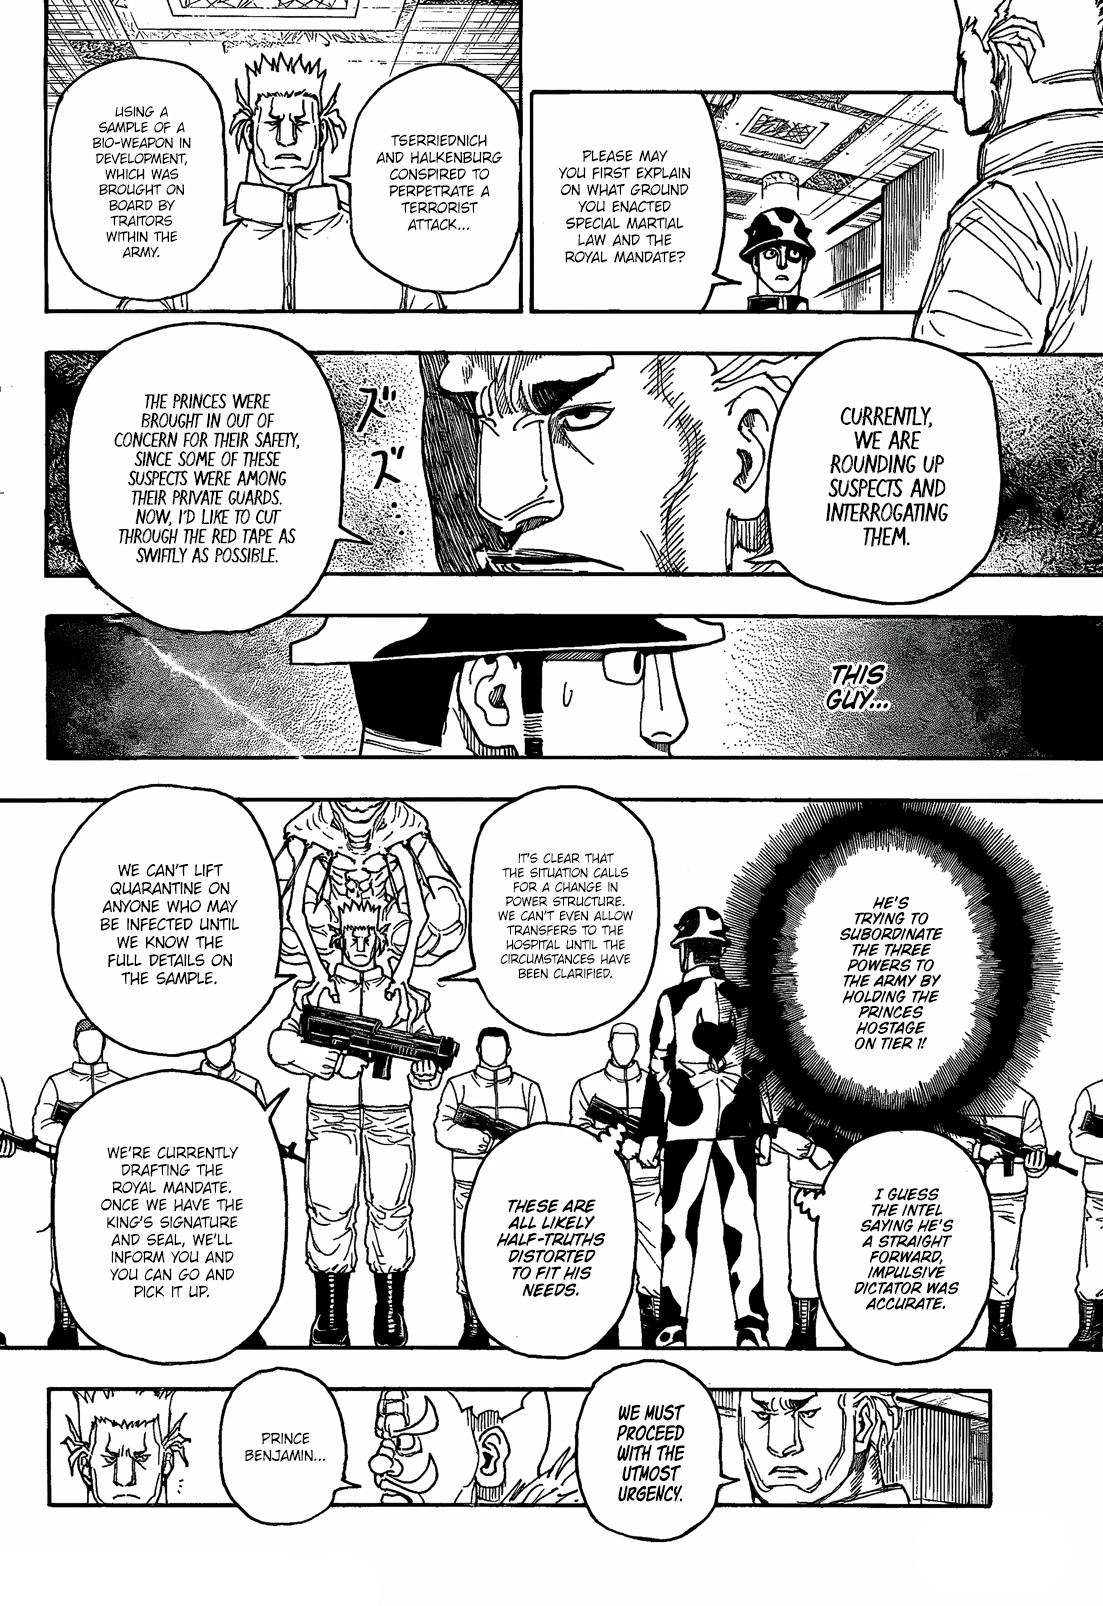 PLEASE MAY
YOU FIRST EXPLAIN
ON WHAT GROUND
YOU ENACTED
SPECIAL MARTIAL
LAW AND THE
ROYAL MANDATE?
TSERRIEDNICH
AND HALKENBURG
CONSPIRED TO
PERPETRATE A
TERRORIST
ATTACK...
USING A
SAMPLE OF A
BIO-WEAPON IN
DEVELOPMENT,
WHICH WAS
BROUGHT ON
BOARD BY
TRAITORS
WITHIN THE
ARMY.
CURRENTLY,
WE ARE
ROUNDING UP
SUSPECTS AND
INTERROGATING
THEM.
ズ
ズ
THE PRINCES WERE
BROUGHT IN OUT OF
CONCERN FOR THEIR SAFETY,
SINCE SOME OF THESE
SUSPECTS WERE AMONG
THEIR PRIVATE GUARDS.
NOW, I'D LIKE TO CUT
THROUGH THE RED TAPE AS
SWIFTLY AS POSSIBLE.
THIS
GUY...
HE'S
TRYING TO
SUBORDINATE
THE THREE
POWERS TO
THE ARMY BY
HOLDING THE
PRINCES
HOSTAGE
ON TIER 1!
IT'S CLEAR THAT
THE SITUATION CALLS
FOR A CHANGE IN
POWER STRUCTURE.
WE CAN'T EVEN ALLOW
TRANSFERS TO THE
HOSPITAL UNTIL THE
CIRCUMSTANCES HAVE
BEEN CLARIFIED.
WE CAN'T LIFT
QUARANTINE ON
ANYONE WHO MAY
BE INFECTED UNTIL
WE KNOW THE
FULL DETAILS ON
THE SAMPLE.
I GUESS
THE INTEL
SAYING HE'S
A STRAIGHT
FORWARD,
IMPULSIVE
DICTATOR WAS
ACCURATE.
THESE ARE
ALL LIKELY
HALF-TRUTHS
DISTORTED
TO FIT HIS
NEEDS.
WE'RE CURRENTLY
DRAFTING THE
ROYAL MANDATE.
ONCE WE HAVE THE
KING'S SIGNATURE
AND SEAL, WE'LL
INFORM YOU AND
YOU CAN GO AND
PICK IT UP.
WE MUST
PROCEED
WITH THE
UTMOST
URGENCY.
PRINCE
BENJAMIN...